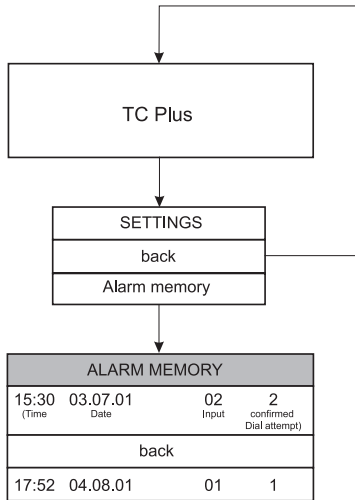 TC Plus
SETTINGS
back
Alarm memory
ALARM MEMORY
15:30 03.07.01 02 2
(Time Date Input confirmed
Dial attempt)
back
17:52 04.08.01 01 1